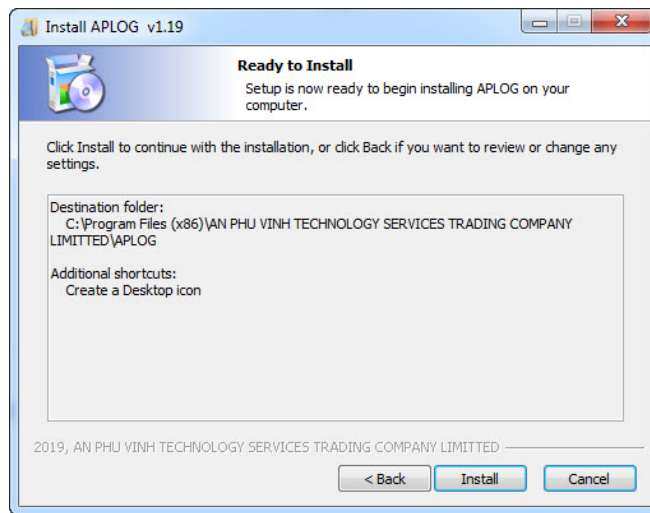 Install APLOG v1.19
Ready to Install
Setup is now ready to begin installing APLOG on your
computer.
Click Install to continue with the installation, or click Back if you want to review or change any
settings.
Destination folder:
C:\Program Files (x86)\AN PHU VINH TECHNOLOGY SERVICES TRADING COMPANY
LIMITTED\APLOG
Additional shortcuts:
Create a Desktop icon
2019, AN PHU VINH TECHNOLOGY SERVICES TRADING COMPANY LIMITTED
< Back Install Cancel